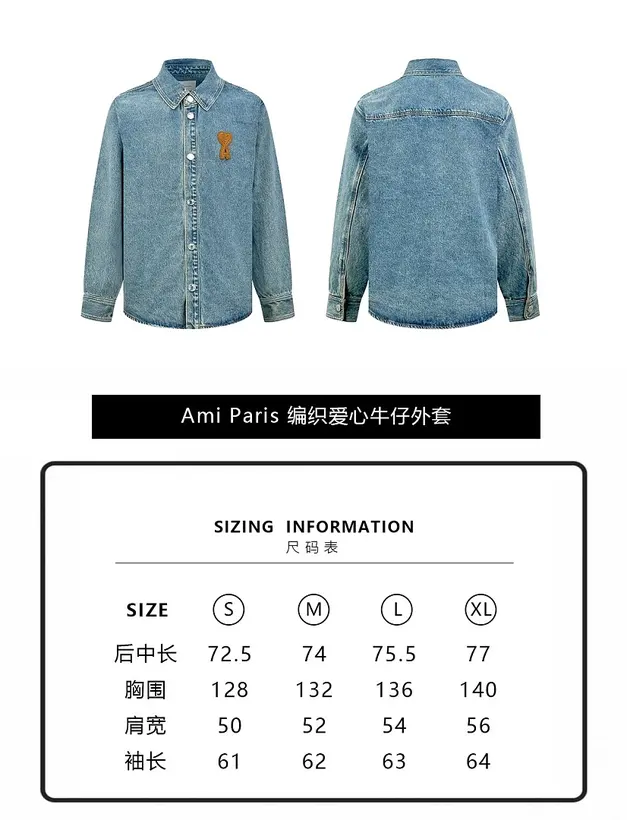 Ami Paris 编织爱心牛仔外套
SIZING INFORMATION
尺码表
SIZE S M L XL
后中长 72.5 74 75.5 77
胸围 128 132 136 140
肩宽 50 52 54 56
袖长 61 62 63 64